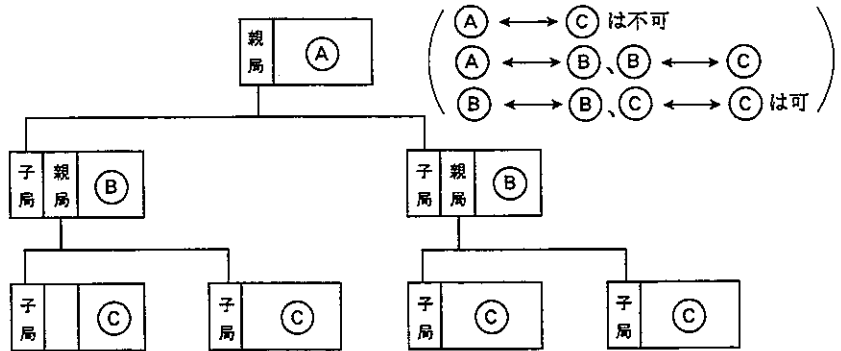 親局 Ⓐ
(Ⓐ ←→ Ⓒ は不可
Ⓐ ←→ Ⓑ、Ⓑ ←→ Ⓒ
Ⓑ ←→ Ⓑ、Ⓒ ←→ Ⓒ は可)
子局 親局 Ⓑ
子局 親局 Ⓑ
子局 Ⓒ
子局 Ⓒ
子局 Ⓒ
子局 Ⓒ